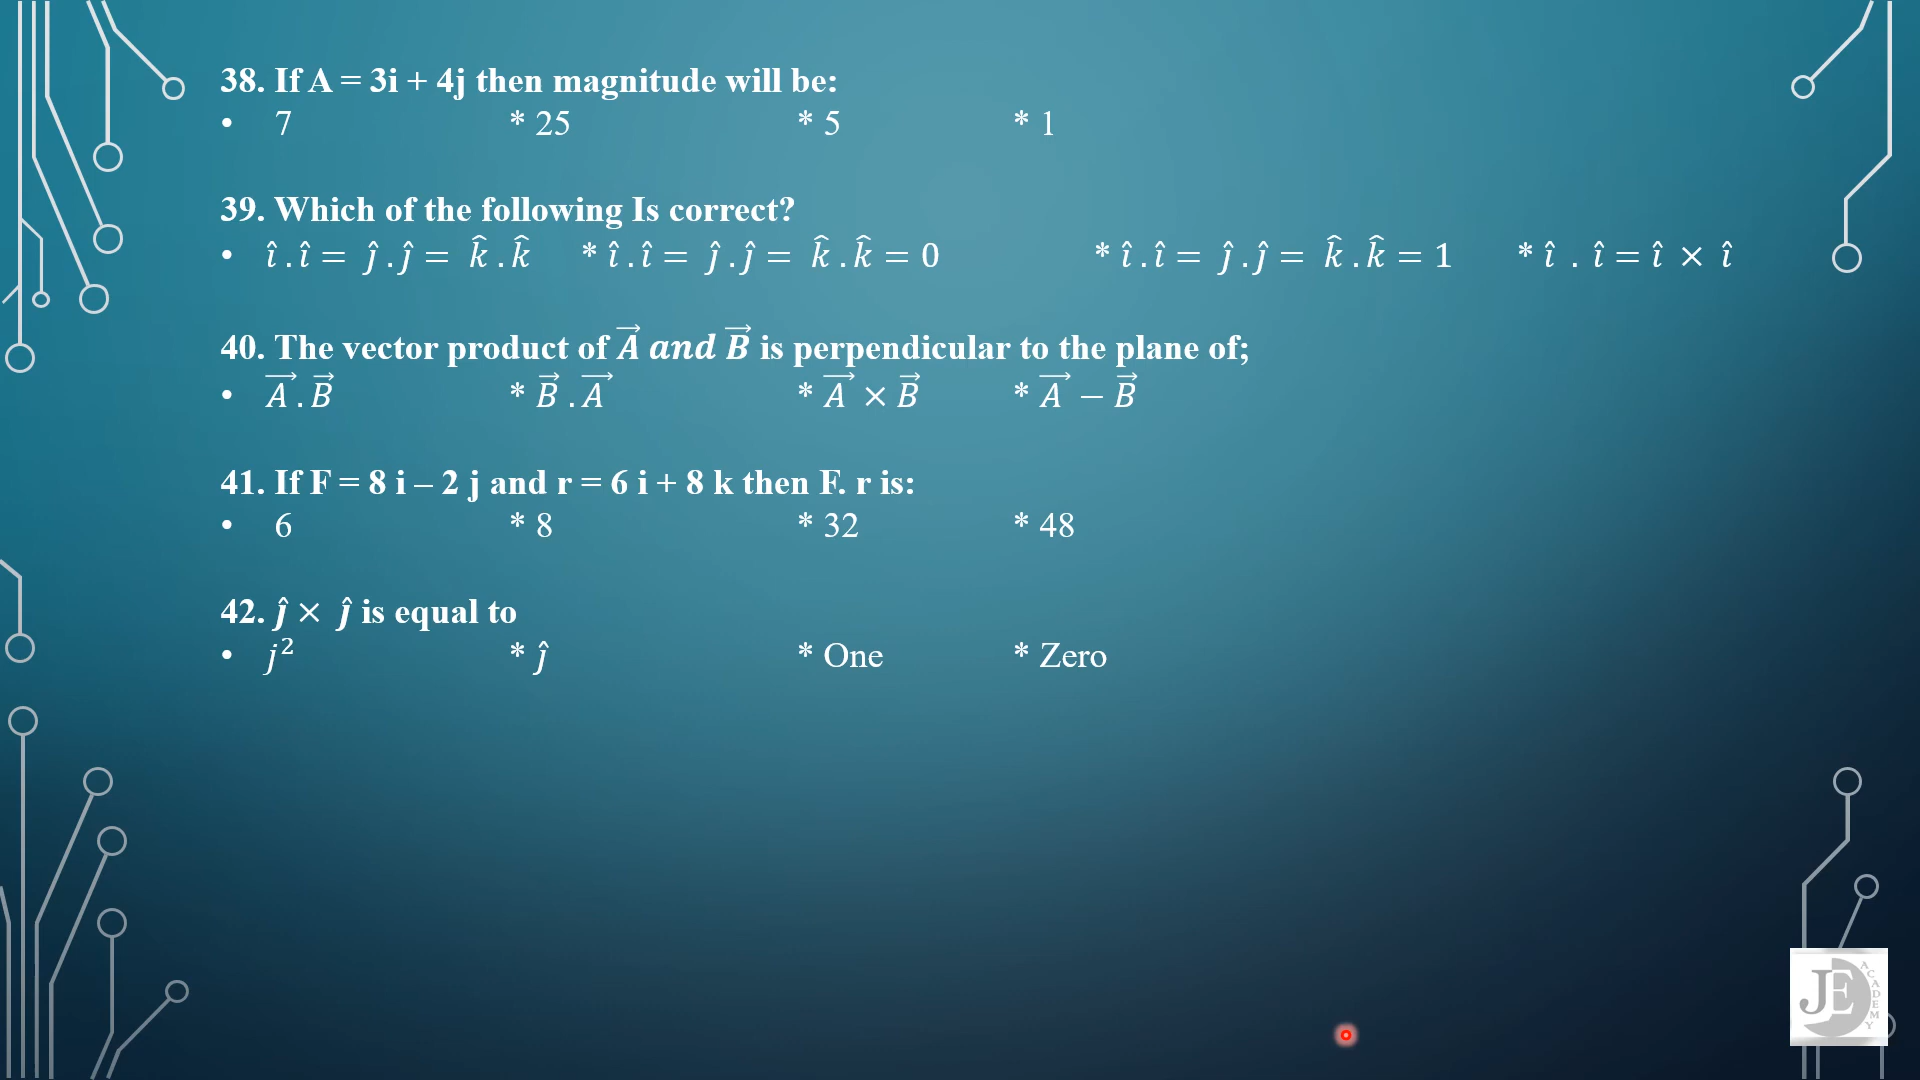 38. If A = 3i + 4j then magnitude will be:
• 7 * 25 * 5 * 1
39. Which of the following Is correct?
• î . î = ĵ . ĵ = k̂ . k̂ * î . î = ĵ . ĵ = k̂ . k̂ = 0 * î . î = ĵ . ĵ = k̂ . k̂ = 1 * î . î = î × î
40. The vector product of A⃗ and B⃗ is perpendicular to the plane of;
• A⃗ . B⃗ * B⃗ . A⃗ * A⃗ × B⃗ * A⃗ − B⃗
41. If F = 8 i – 2 j and r = 6 i + 8 k then F. r is:
• 6 * 8 * 32 * 48
42. ĵ × ĵ is equal to
• j² * ĵ * One * Zero
JE ACADEMY